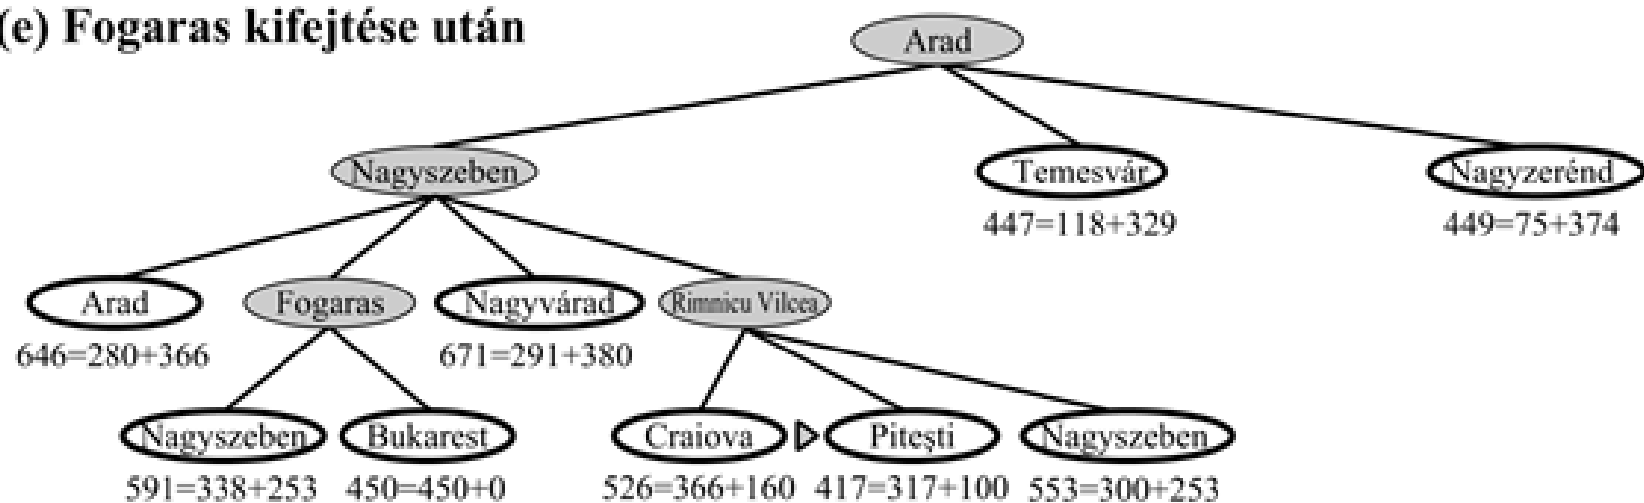 (e) Fogaras kifejtése után
Arad
Nagyszeben
Temesvár
Nagyzerénd
447=118+329
449=75+374
Arad
Fogaras
Nagyvárad
Rimnicu Vilcea
646=280+366
671=291+380
Nagyszeben
Bukarest
Craiova
Piteşti
Nagyszeben
591=338+253
450=450+0
526=366+160
417=317+100
553=300+253